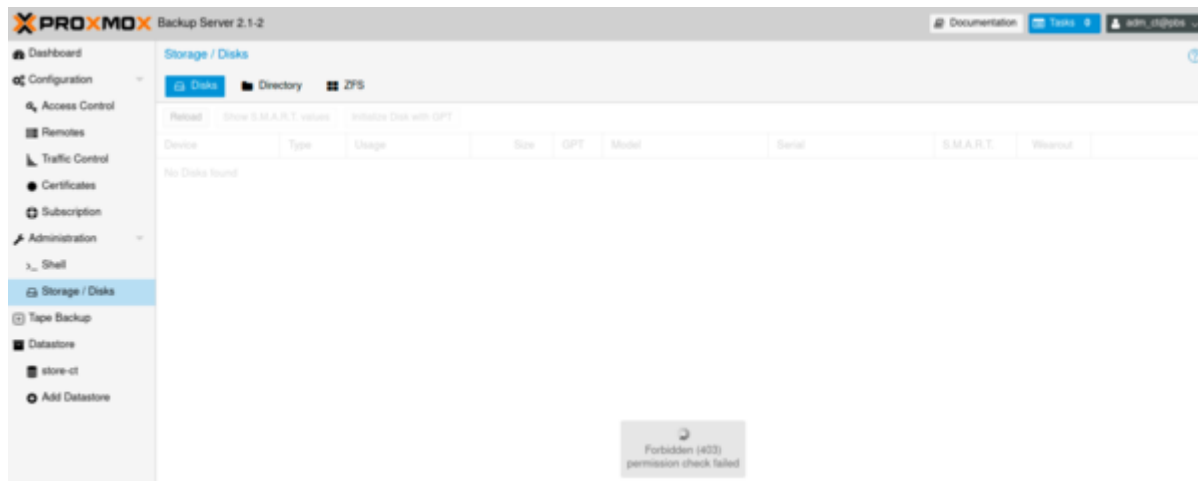 PROXMOX Backup Server 2.1-2
Documentation
Tasks 0
adm_ct@pbs
Dashboard
Configuration
Access Control
Remotes
Traffic Control
Certificates
Subscription
Administration
Shell
Storage / Disks
Tape Backup
Datastore
store-ct
Add Datastore
Storage / Disks
Disks Directory ZFS
Reload Show S.M.A.R.T. values Initialize Disk with GPT
Device Type Usage Size GPT Model Serial S.M.A.R.T. Wearout
No Disks found
Forbidden (403)
permission check failed